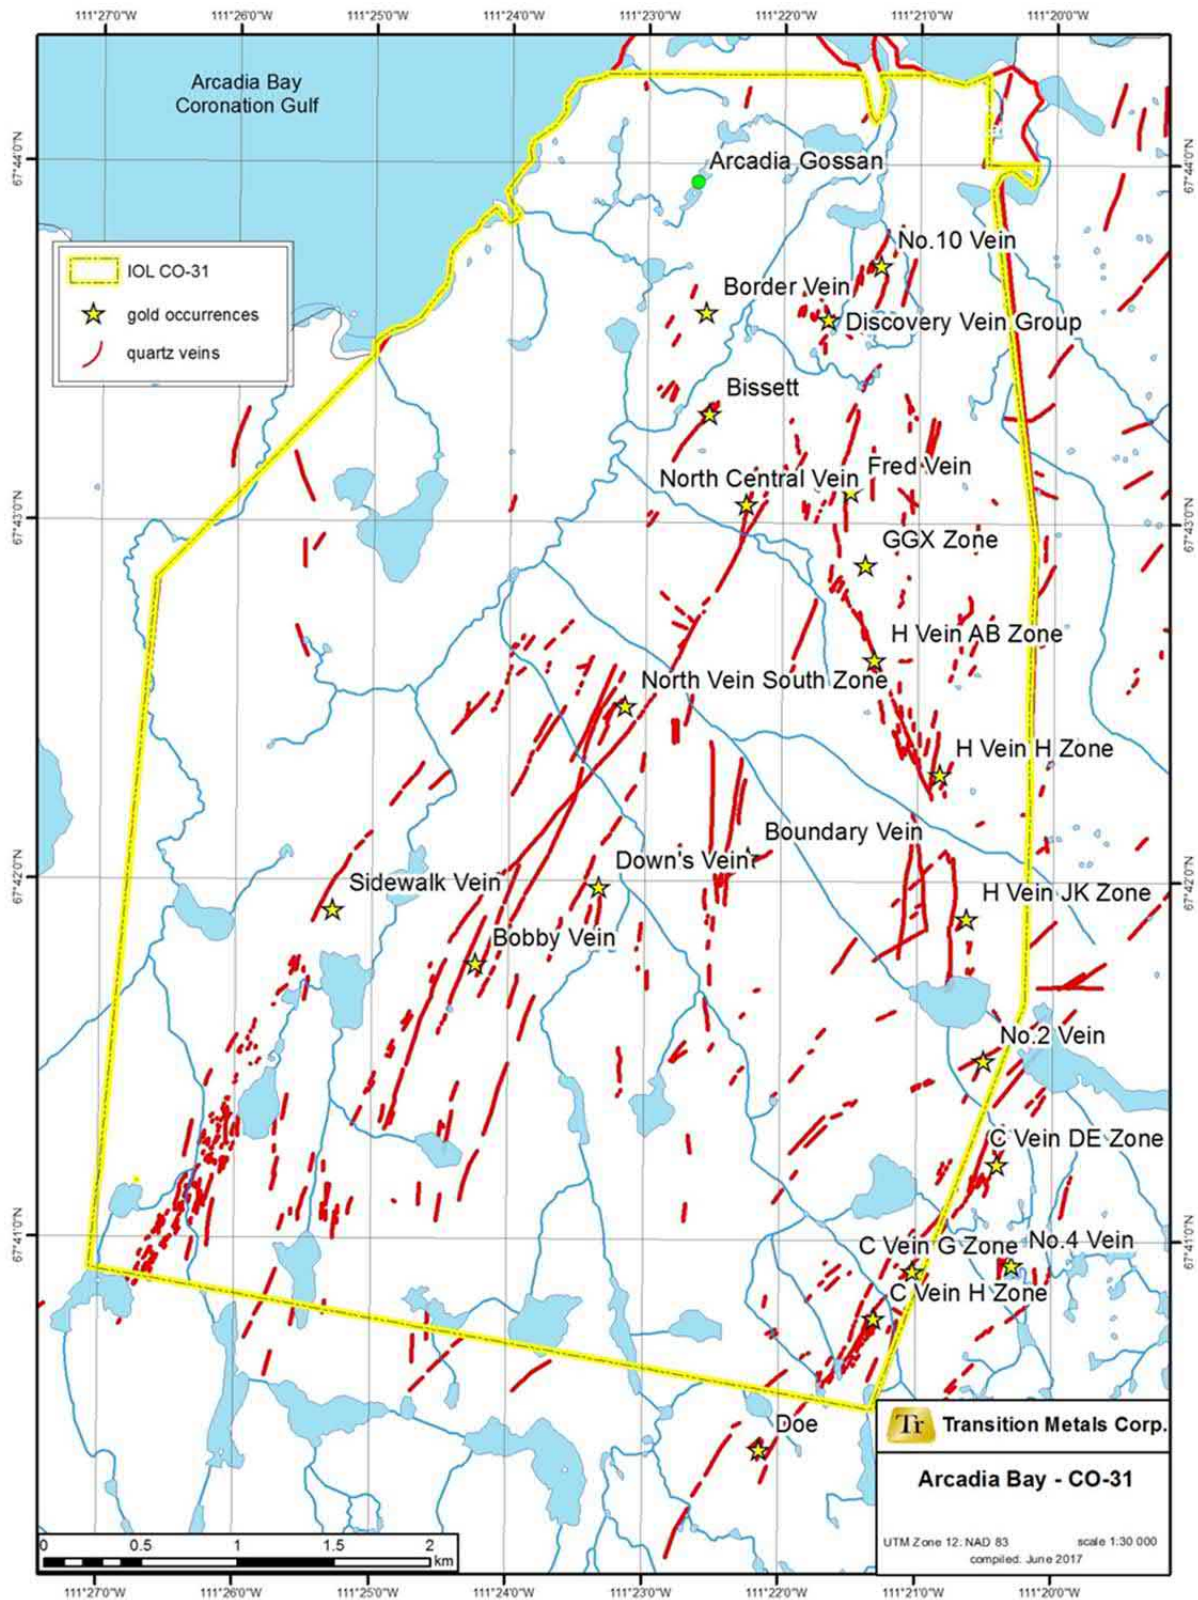 111°27'0"W 111°26'0"W 111°25'0"W 111°24'0"W 111°23'0"W 111°22'0"W 111°21'0"W 111°20'0"W
Arcadia Bay
Coronation Gulf
67°44'0"N
67°44'0"N
Arcadia Gossan
No.10 Vein
IOL CO-31
Border Vein
gold occurrences
Discovery Vein Group
quartz veins
Bissett
Fred Vein
North Central Vein
67°43'0"N
67°43'0"N
GGX Zone
H Vein AB Zone
North Vein South Zone
H Vein H Zone
Boundary Vein
Down's Vein
67°42'0"N
67°42'0"N
Sidewalk Vein
H Vein JK Zone
Bobby Vein
No.2 Vein
C Vein DE Zone
67°41'0"N
67°41'0"N
C Vein G Zone
No.4 Vein
C Vein H Zone
Doe
Tr Transition Metals Corp.
Arcadia Bay - CO-31
UTM Zone 12: NAD 83 scale 1:30 000
compiled: June 2017
0 0.5 1 1.5 2
km
111°27'0"W 111°26'0"W 111°25'0"W 111°24'0"W 111°23'0"W 111°22'0"W 111°21'0"W 111°20'0"W